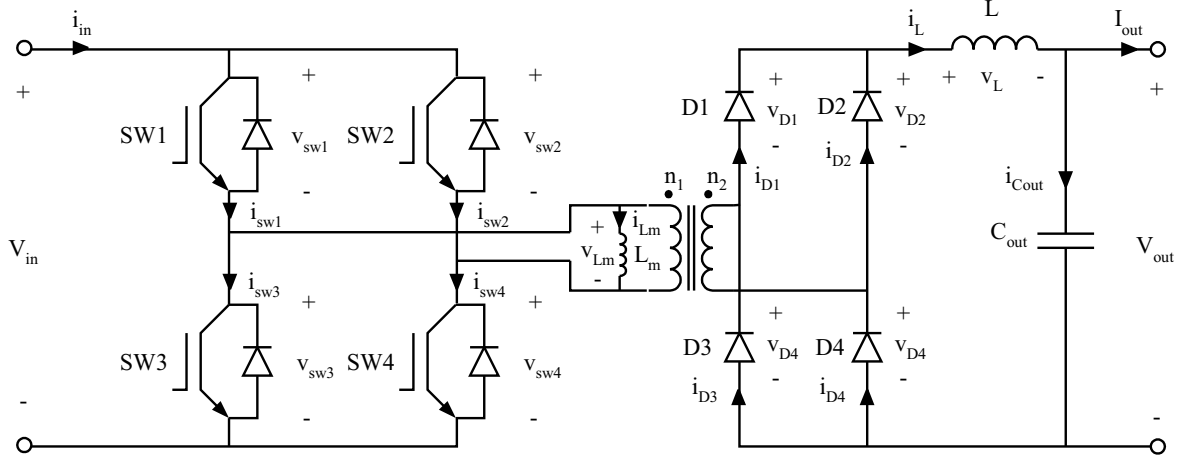 i_in
i_L
L
I_out
+
+
+
+
+
+
-
+
SW1
SW2
D1
D2
v_L
v_sw1
v_sw2
v_D1
v_D2
-
-
-
-
n_1
n_2
i_D1
i_D2
i_Cout
i_sw1
i_sw2
i_Lm
+
V_in
v_Lm
L_m
C_out
V_out
i_sw3
i_sw4
-
+
+
+
+
SW3
SW4
D3
D4
v_sw3
v_sw4
v_D4
v_D4
-
-
i_D3
i_D4
-
-
-
-